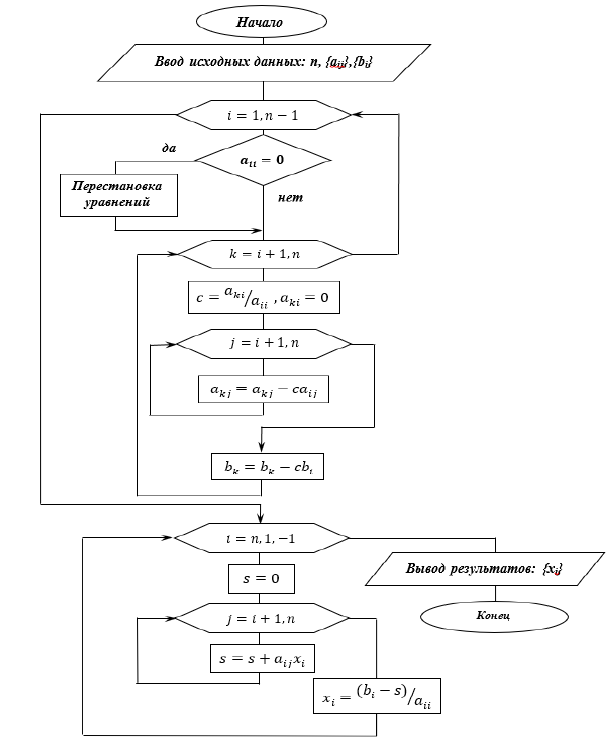 Начало
Ввод исходных данных: n, {aᵢⱼ},{bᵢ}
i = 1, n − 1
да
aᵢᵢ = 0
Перестановка
уравнений
нет
k = i + 1, n
c = aₖᵢ/aᵢᵢ , aₖᵢ = 0
j = i + 1, n
aₖⱼ = aₖⱼ − caᵢⱼ
bₖ = bₖ − cbᵢ
i = n, 1, −1
Вывод результатов: {xᵢ}
s = 0
Конец
j = i + 1, n
s = s + aᵢⱼxᵢ
xᵢ = (bᵢ − s)/aᵢᵢ